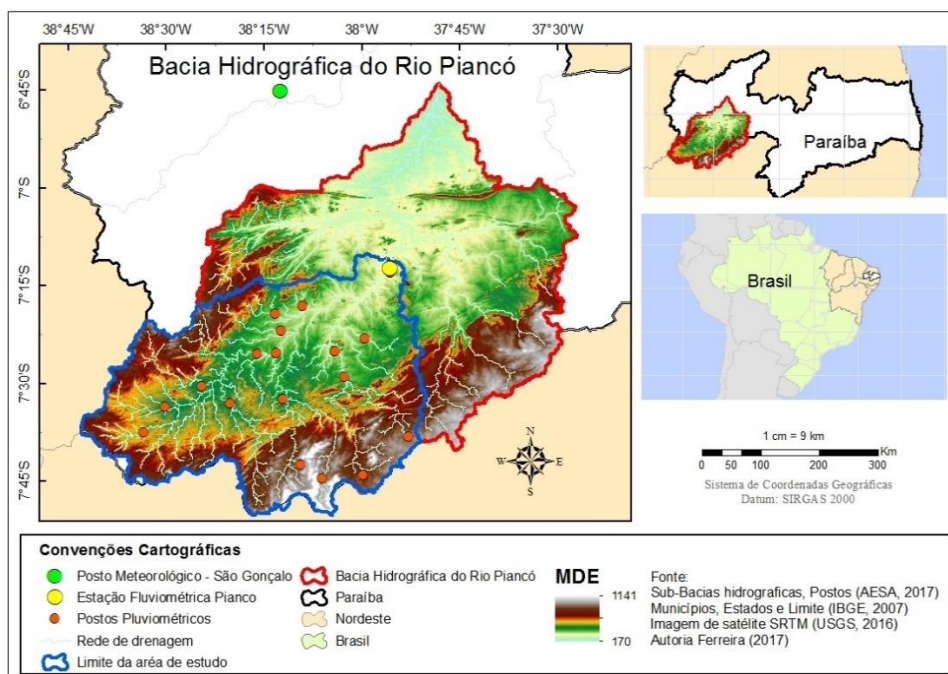 38°45'W 38°30'W 38°15'W 38°0'W 37°45'W 37°30'W
Bacia Hidrográfica do Rio Piancó
6°45'S
7°0'S
7°15'S
7°30'S
7°45'S
N
W E
S
Paraíba
Brasil
1 cm = 9 km
0 50 100 200 300 Km
Sistema de Coordenadas Geográficas
Datum: SIRGAS 2000
Convenções Cartográficas
Posto Meteorológico - São Gonçalo
Estação Fluviométrica Pianco
Postos Pluviométricos
Rede de drenagem
Limite da aréa de estudo
Bacia Hidrográfica do Rio Piancó
Paraíba
Nordeste
Brasil
MDE
1141
170
Fonte:
Sub-Bacias hidrograficas, Postos (AESA, 2017)
Municípios, Estados e Limite (IBGE, 2007)
Imagem de satélite SRTM (USGS, 2016)
Autoria Ferreira (2017)